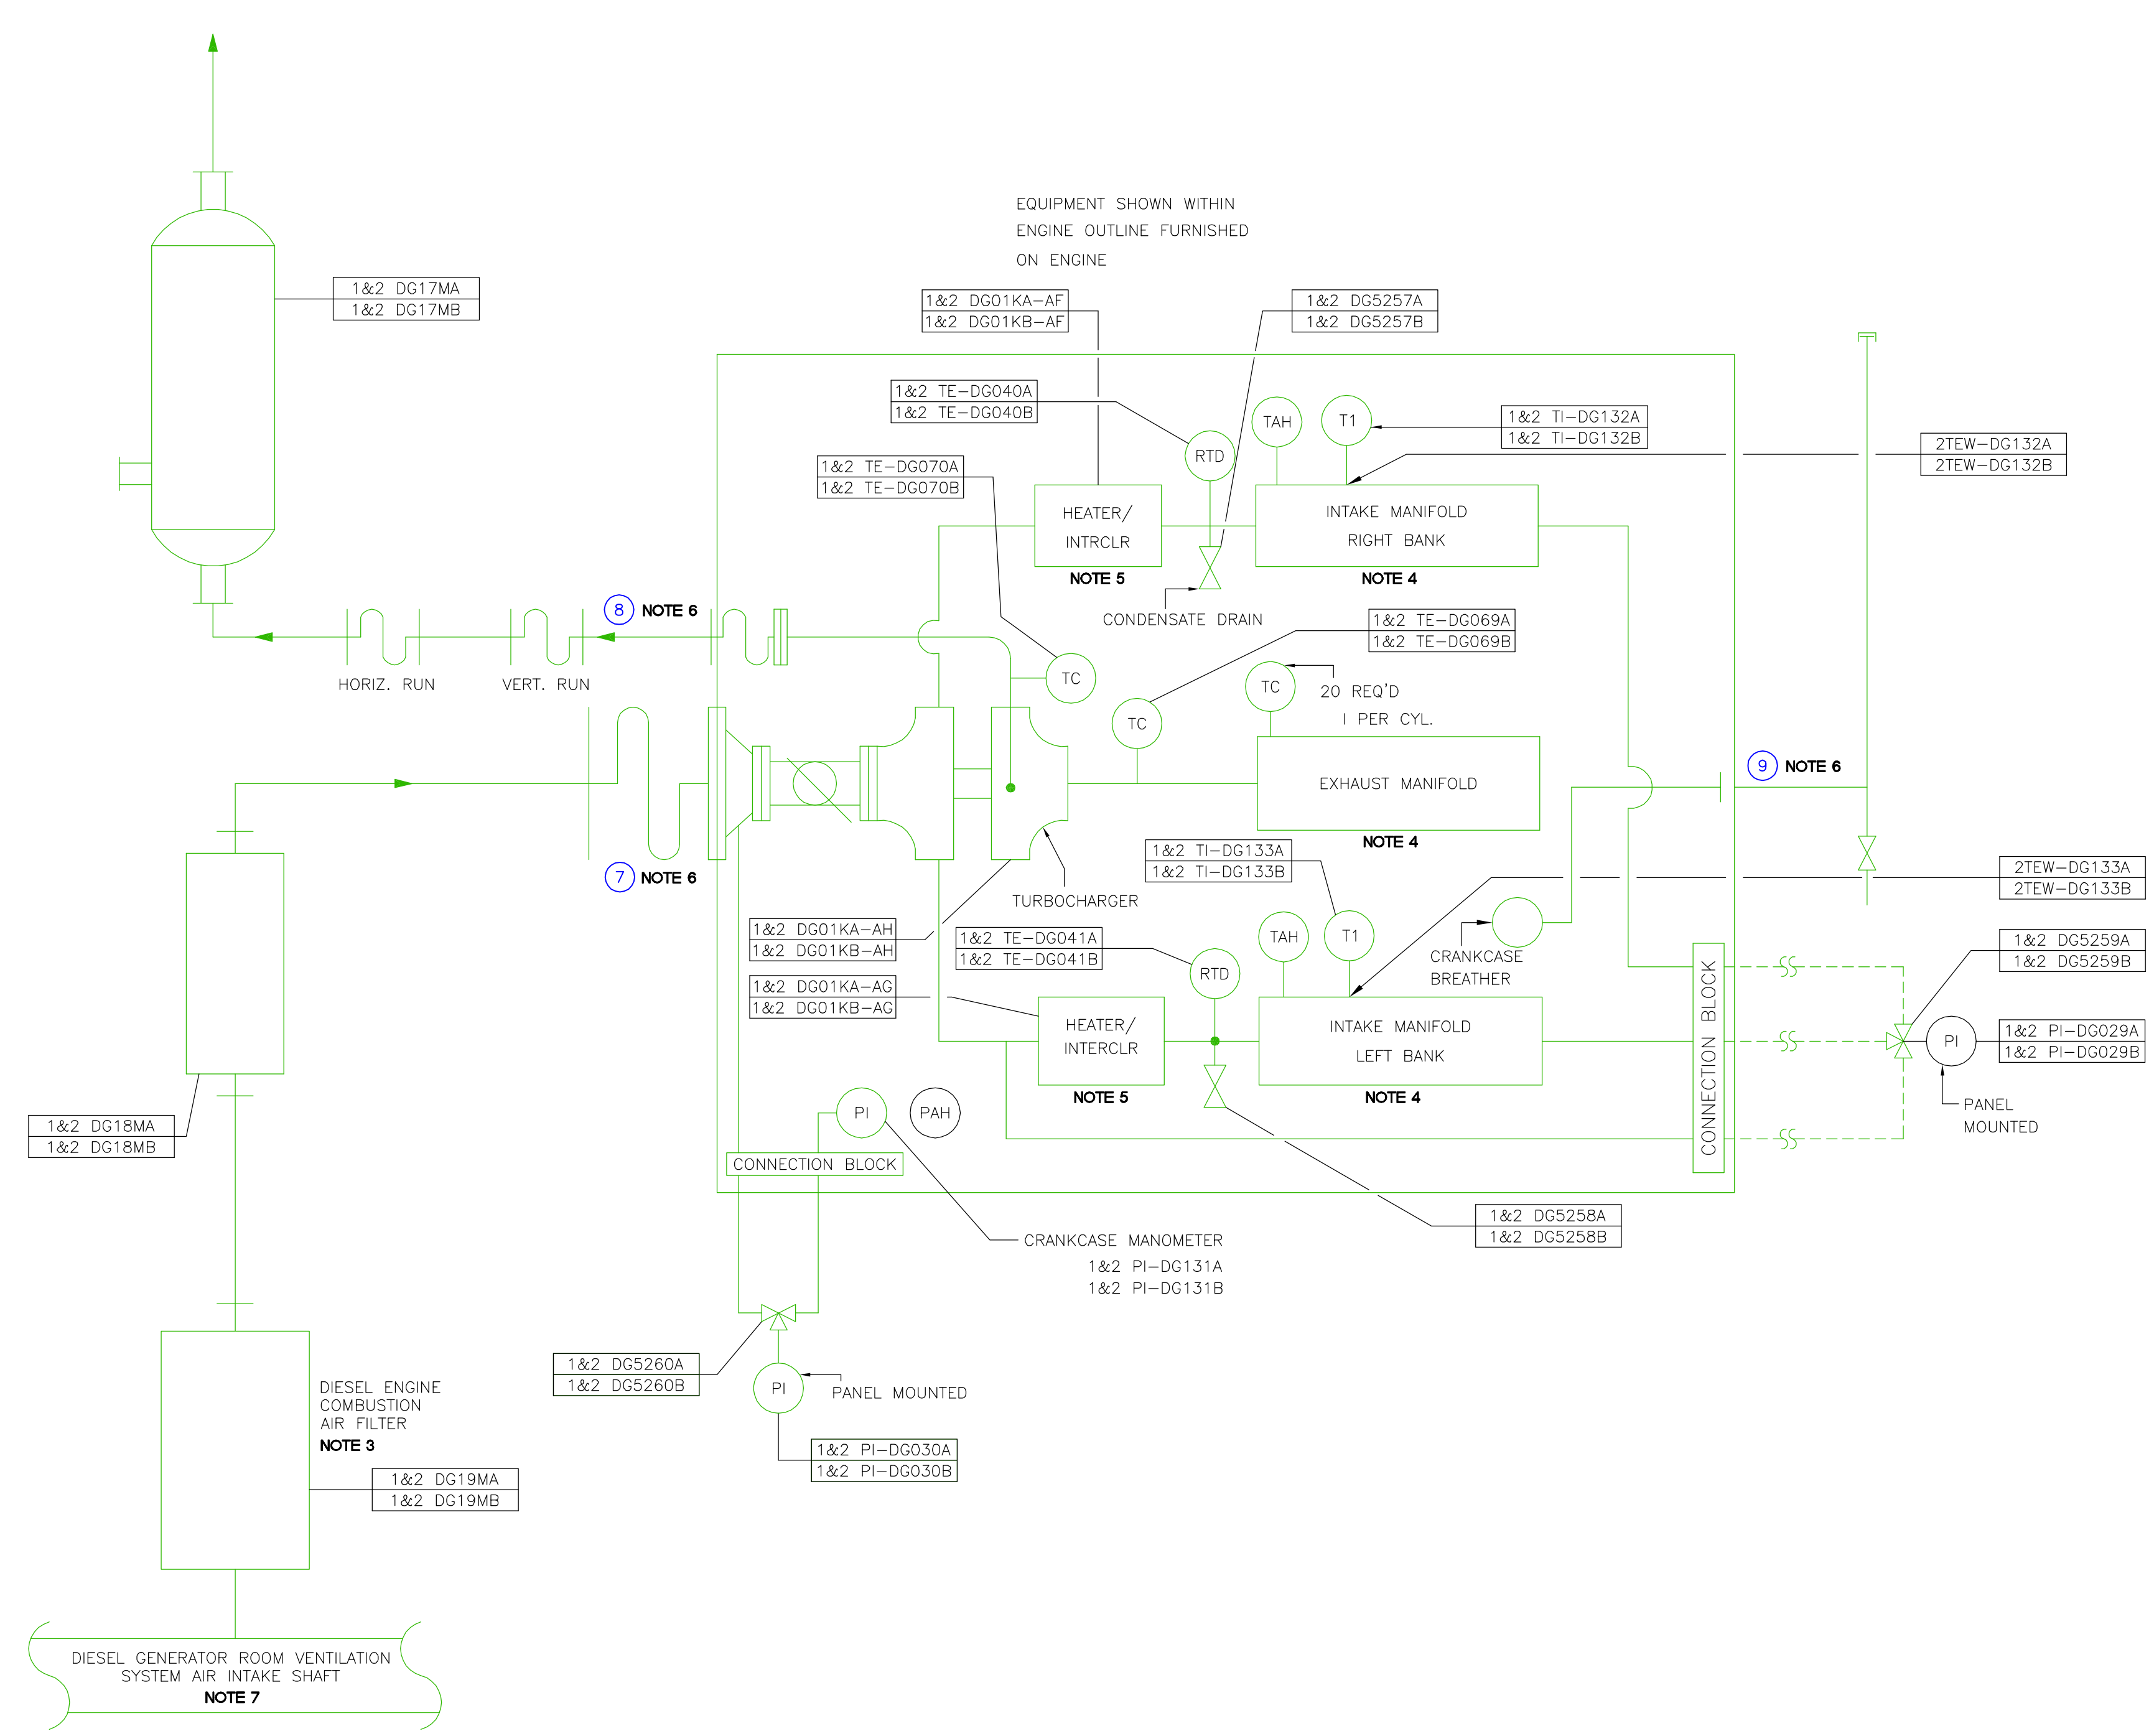 EQUIPMENT SHOWN WITHIN
ENGINE OUTLINE FURNISHED
ON ENGINE
1&2 DG17MA
1&2 DG17MB
1&2 DG01KA-AF
1&2 DG01KB-AF
1&2 DG5257A
1&2 DG5257B
1&2 TE-DG040A
1&2 TE-DG040B
TAH
T1
1&2 TI-DG132A
1&2 TI-DG132B
2TEW-DG132A
2TEW-DG132B
RTD
1&2 TE-DG070A
1&2 TE-DG070B
HEATER/
INTRCLR
NOTE 5
INTAKE MANIFOLD
RIGHT BANK
NOTE 4
CONDENSATE DRAIN
8 NOTE 6
1&2 TE-DG069A
1&2 TE-DG069B
HORIZ. RUN
VERT. RUN
TC
TC
TC
20 REQ'D
1 PER CYL.
EXHAUST MANIFOLD
NOTE 4
9 NOTE 6
7 NOTE 6
TURBOCHARGER
1&2 TI-DG133A
1&2 TI-DG133B
2TEW-DG133A
2TEW-DG133B
1&2 DG01KA-AH
1&2 DG01KB-AH
1&2 TE-DG041A
1&2 TE-DG041B
TAH
T1
CRANKCASE
BREATHER
1&2 DG5259A
1&2 DG5259B
RTD
1&2 DG01KA-AG
1&2 DG01KB-AG
HEATER/
INTERCLR
NOTE 5
INTAKE MANIFOLD
LEFT BANK
NOTE 4
CONNECTION BLOCK
PI
1&2 PI-DG029A
1&2 PI-DG029B
PANEL
MOUNTED
PI
PAH
CONNECTION BLOCK
1&2 DG18MA
1&2 DG18MB
1&2 DG5258A
1&2 DG5258B
CRANKCASE MANOMETER
1&2 PI-DG131A
1&2 PI-DG131B
1&2 DG5260A
1&2 DG5260B
PI
PANEL MOUNTED
1&2 PI-DG030A
1&2 PI-DG030B
DIESEL ENGINE
COMBUSTION
AIR FILTER
NOTE 3
1&2 DG19MA
1&2 DG19MB
DIESEL GENERATOR ROOM VENTILATION
SYSTEM AIR INTAKE SHAFT
NOTE 7